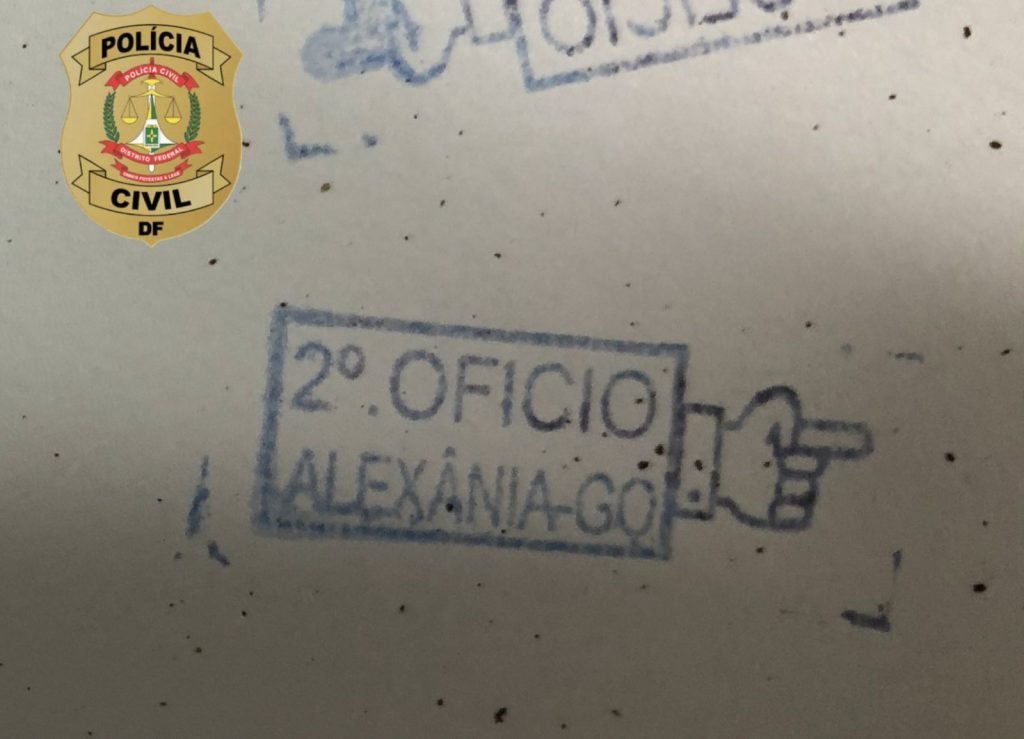 POLÍCIA
POLÍCIA CIVIL
DISTRITO FEDERAL
CIVIL
DF
2º.OFICIO
ALEXÂNIA-GO